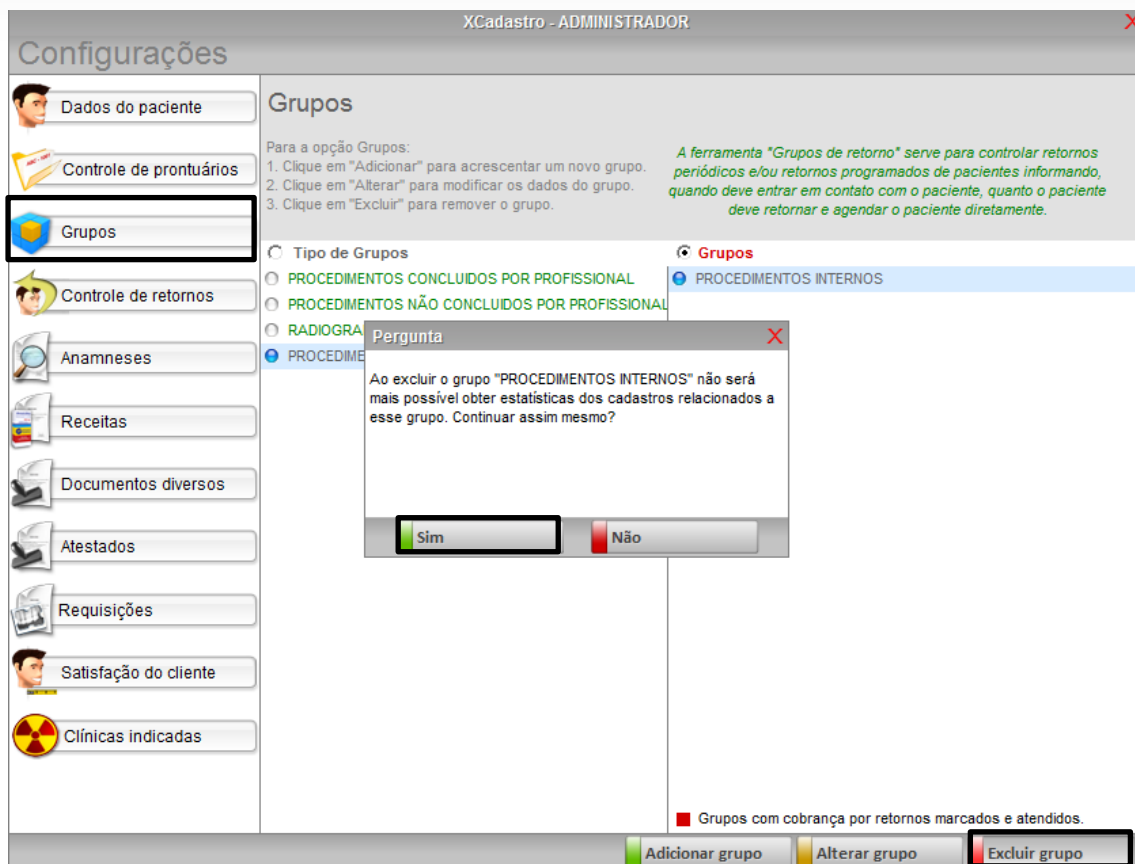 XCadastro - ADMINISTRADOR
X
Configurações
Dados do paciente
Controle de prontuários
Grupos
Controle de retornos
Anamneses
Receitas
Documentos diversos
Atestados
Requisições
Satisfação do cliente
Clínicas indicadas
Grupos
Para a opção Grupos:
1. Clique em "Adicionar" para acrescentar um novo grupo.
2. Clique em "Alterar" para modificar os dados do grupo.
3. Clique em "Excluir" para remover o grupo.
A ferramenta "Grupos de retorno" serve para controlar retornos
periódicos e/ou retornos programados de pacientes informando,
quando deve entrar em contato com o paciente, quanto o paciente
deve retornar e agendar o paciente diretamente.
Tipo de Grupos
PROCEDIMENTOS CONCLUIDOS POR PROFISSIONAL
PROCEDIMENTOS NÃO CONCLUIDOS POR PROFISSIONAL
RADIOGRA
PROCEDIME
Grupos
PROCEDIMENTOS INTERNOS
Pergunta
X
Ao excluir o grupo "PROCEDIMENTOS INTERNOS" não será
mais possível obter estatísticas dos cadastros relacionados a
esse grupo. Continuar assim mesmo?
Sim
Não
Grupos com cobrança por retornos marcados e atendidos.
Adicionar grupo
Alterar grupo
Excluir grupo